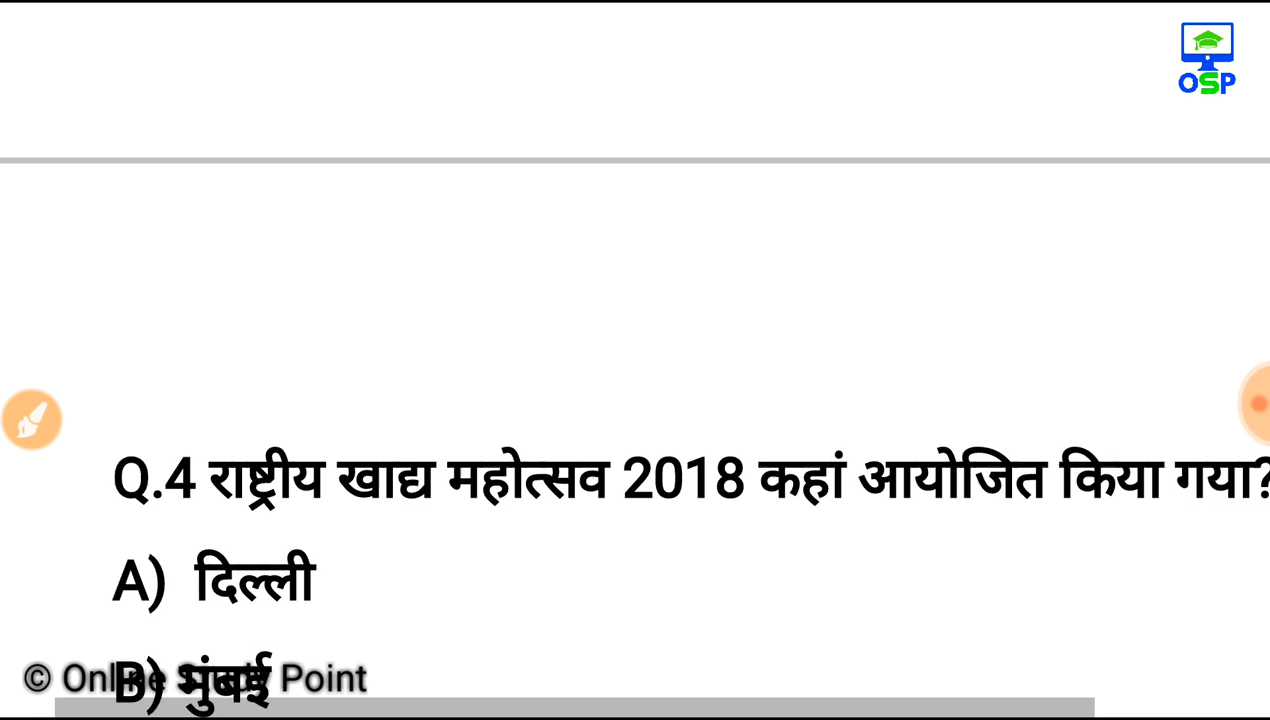 OSP
Q.4 राष्ट्रीय खाद्य महोत्सव 2018 कहां आयोजित किया गया?
A) दिल्ली
B) मुंबई
© Online Study Point